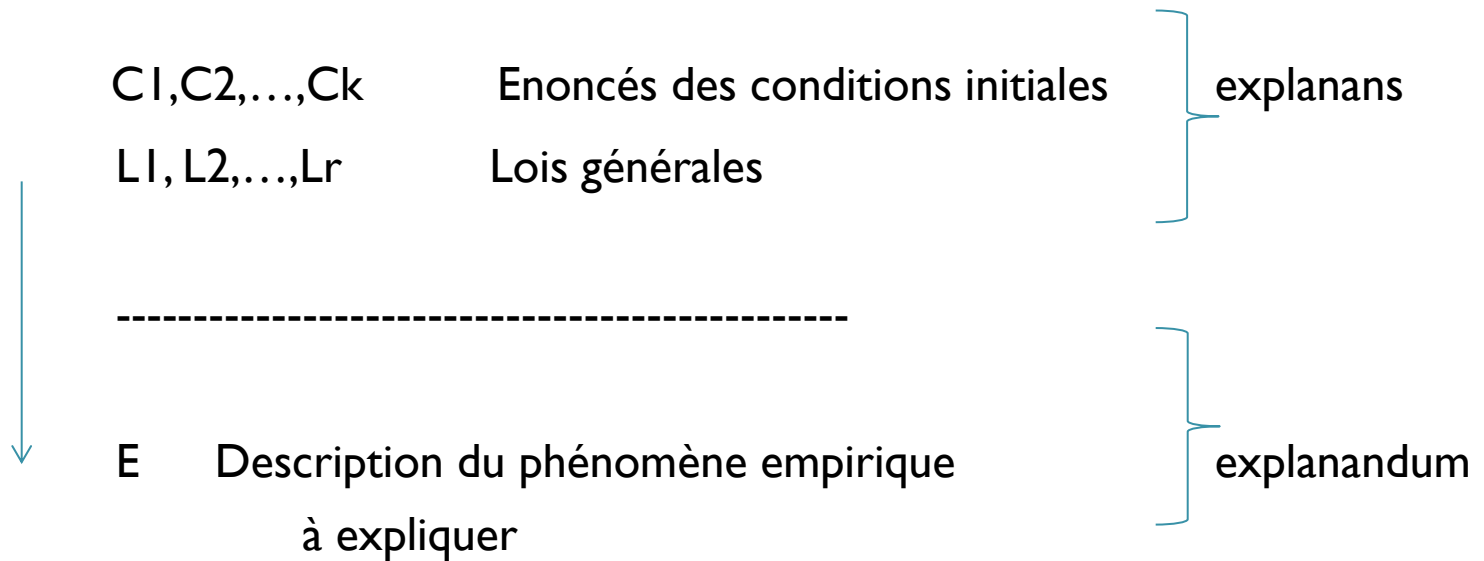 C1,C2,…,Ck Enoncés des conditions initiales explanans
L1, L2,…,Lr Lois générales
-----------------------------------------------
E Description du phénomène empirique explanandum
à expliquer